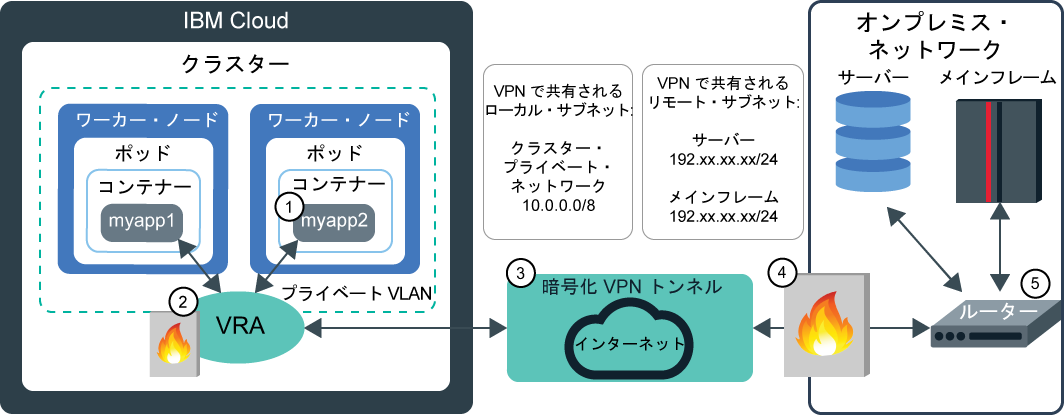 IBM Cloud
クラスター
ワーカー・ノード
ポッド
コンテナー
myapp1
ワーカー・ノード
ポッド
コンテナー
1
myapp2
プライベート VLAN
2
VRA
VPN で共有される
ローカル・サブネット:
クラスター・
プライベート・
ネットワーク
10.0.0.0/8
VPN で共有される
リモート・サブネット:
サーバー
192.xx.xx.xx/24
メインフレーム
192.xx.xx.xx/24
3
暗号化 VPN トンネル
インターネット
4
オンプレミス・
ネットワーク
サーバー
メインフレーム
5
ルーター